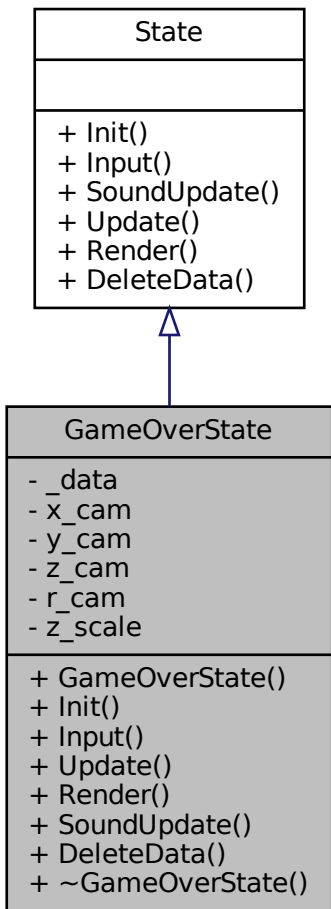 State
+ Init()
+ Input()
+ SoundUpdate()
+ Update()
+ Render()
+ DeleteData()
GameOverState
- _data
- x_cam
- y_cam
- z_cam
- r_cam
- z_scale
+ GameOverState()
+ Init()
+ Input()
+ Update()
+ Render()
+ SoundUpdate()
+ DeleteData()
+ ~GameOverState()